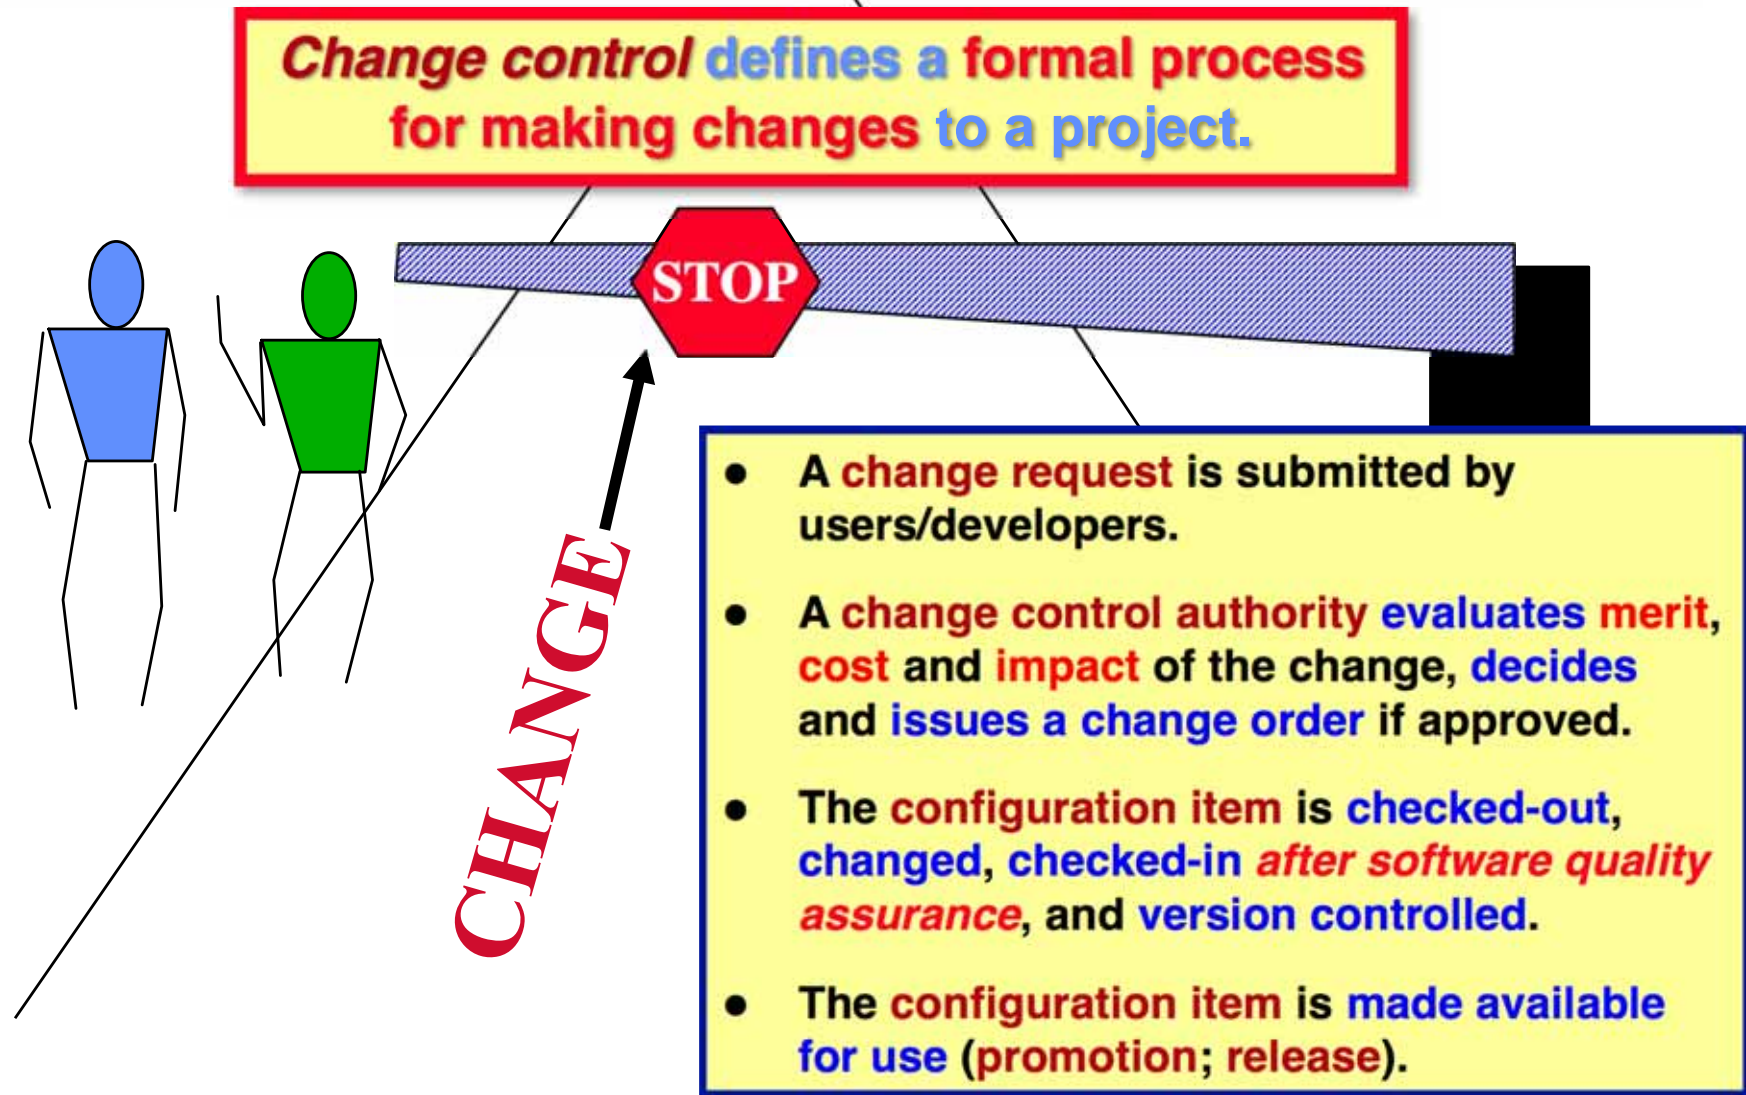 Change control defines a formal process
for making changes to a project.
STOP
CHANGE
● A change request is submitted by
users/developers.
● A change control authority evaluates merit,
cost and impact of the change, decides
and issues a change order if approved.
● The configuration item is checked-out,
changed, checked-in after software quality
assurance, and version controlled.
● The configuration item is made available
for use (promotion; release).